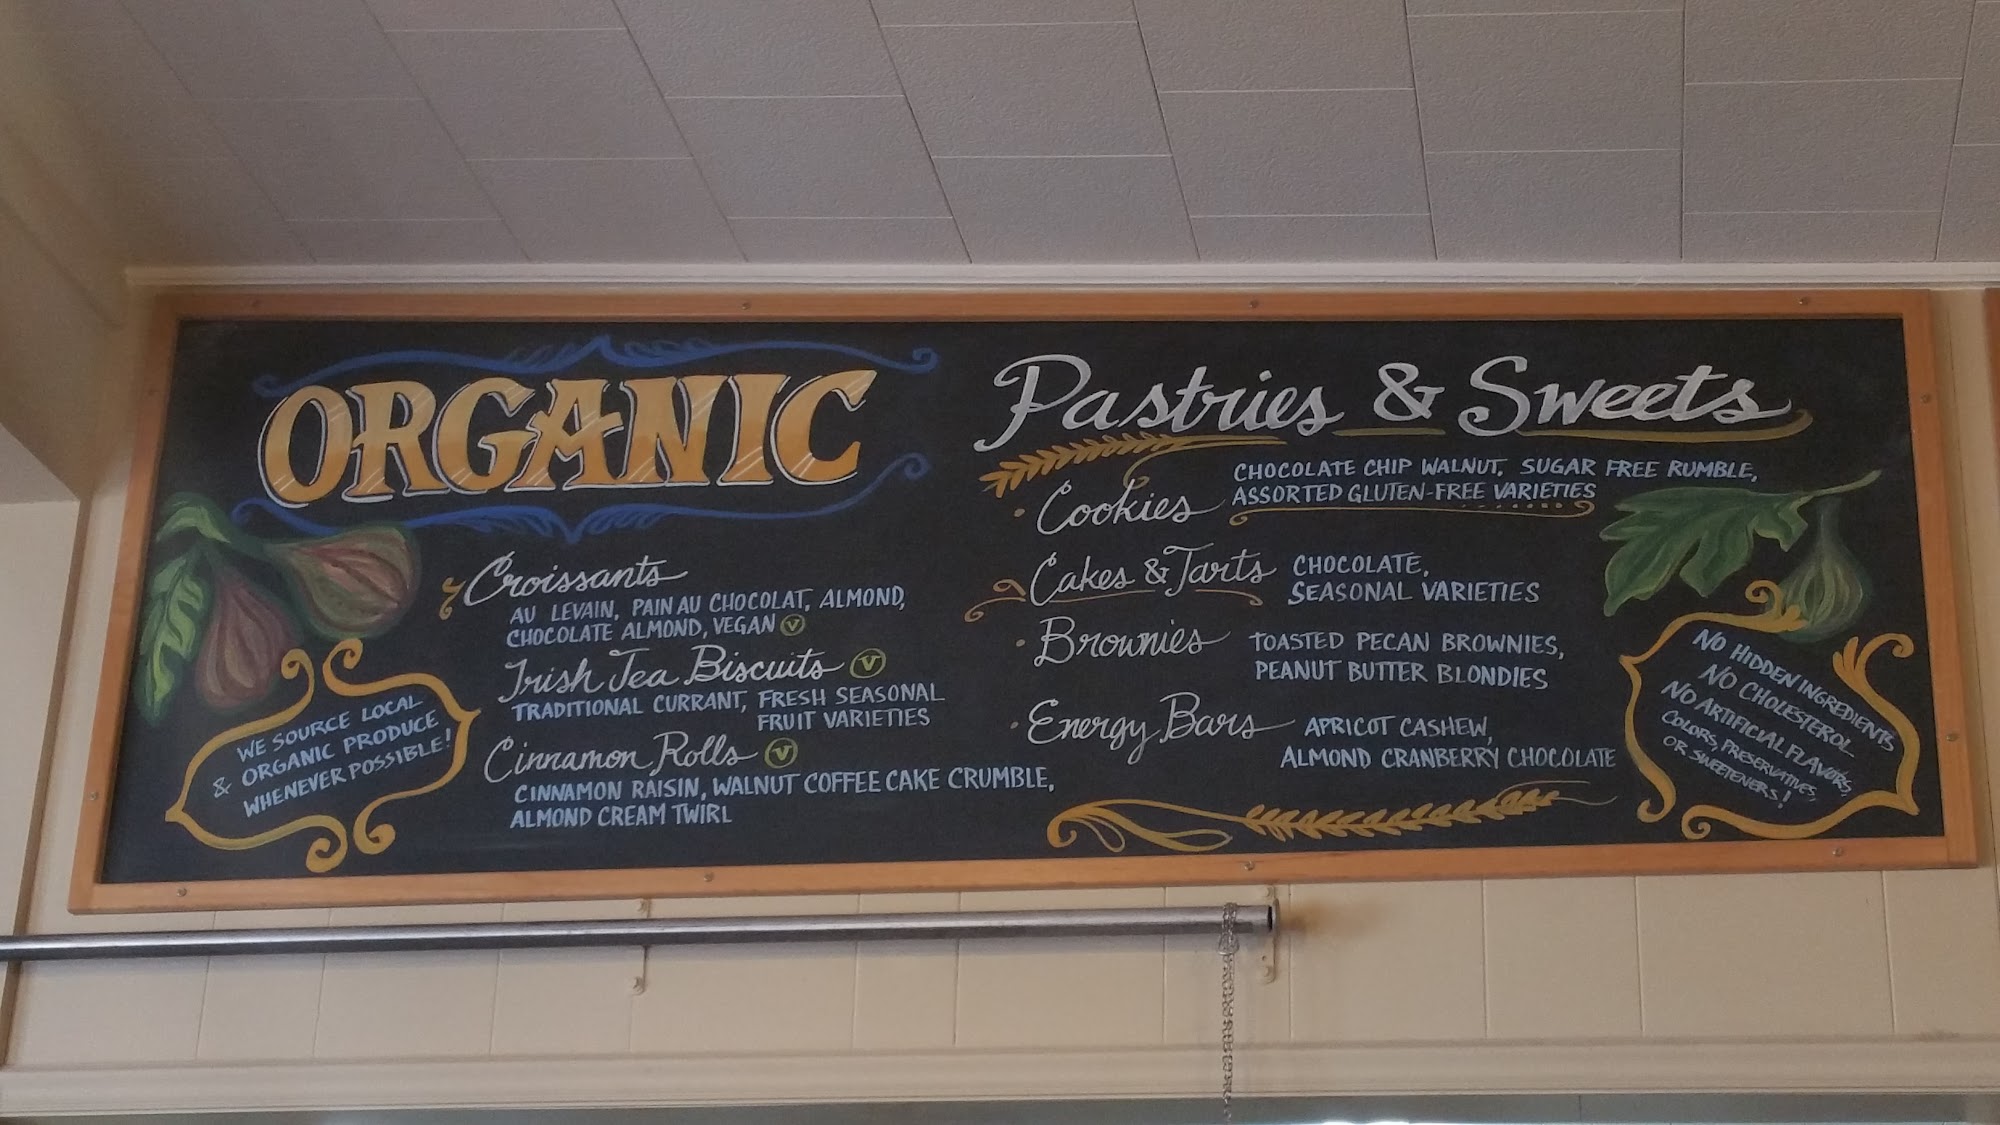 ORGANIC
Pastries & Sweets
Croissants
AU LEVAIN, PAIN AU CHOCOLAT, ALMOND,
CHOCOLATE ALMOND, VEGAN V
Irish Tea Biscuits V
TRADITIONAL CURRANT, FRESH SEASONAL
FRUIT VARIETIES
Cinnamon Rolls V
CINNAMON RAISIN, WALNUT COFFEE CAKE CRUMBLE,
ALMOND CREAM TWIRL
WE SOURCE LOCAL
& ORGANIC PRODUCE
WHENEVER POSSIBLE!
· Cookies
CHOCOLATE CHIP WALNUT, SUGAR FREE RUMBLE,
ASSORTED GLUTEN-FREE VARIETIES
Cakes & Tarts
CHOCOLATE,
SEASONAL VARIETIES
· Brownies
TOASTED PECAN BROWNIES,
PEANUT BUTTER BLONDIES
· Energy Bars
APRICOT CASHEW,
ALMOND CRANBERRY CHOCOLATE
NO HIDDEN INGREDIENTS
NO CHOLESTEROL
NO ARTIFICIAL FLAVORS,
COLORS, PRESERVATIVES,
OR SWEETENERS!